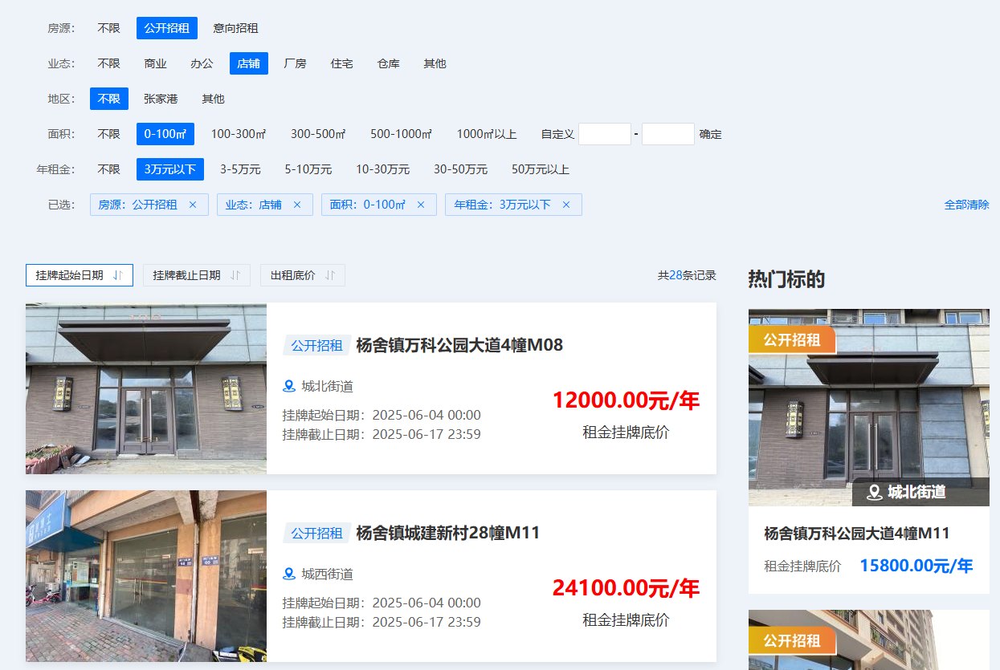 房源： 不限 公开招租 意向招租
业态： 不限 商业 办公 店铺 厂房 住宅 仓库 其他
地区： 不限 张家港 其他
面积： 不限 0-100㎡ 100-300㎡ 300-500㎡ 500-1000㎡ 1000㎡以上 自定义 - 确定
年租金： 不限 3万元以下 3-5万元 5-10万元 10-30万元 30-50万元 50万元以上
已选： 房源：公开招租 × 业态：店铺 × 面积：0-100㎡ × 年租金：3万元以下 × 全部清除
挂牌起始日期 挂牌截止日期 出租底价 共28条记录
公开招租 杨舍镇万科公园大道4幢M08
城北街道
挂牌起始日期：2025-06-04 00:00
挂牌截止日期：2025-06-17 23:59
12000.00元/年
租金挂牌底价
公开招租 杨舍镇城建新村28幢M11
城西街道
挂牌起始日期：2025-06-04 00:00
挂牌截止日期：2025-06-17 23:59
24100.00元/年
租金挂牌底价
热门标的
公开招租
城北街道
杨舍镇万科公园大道4幢M11
租金挂牌底价 15800.00元/年
公开招租